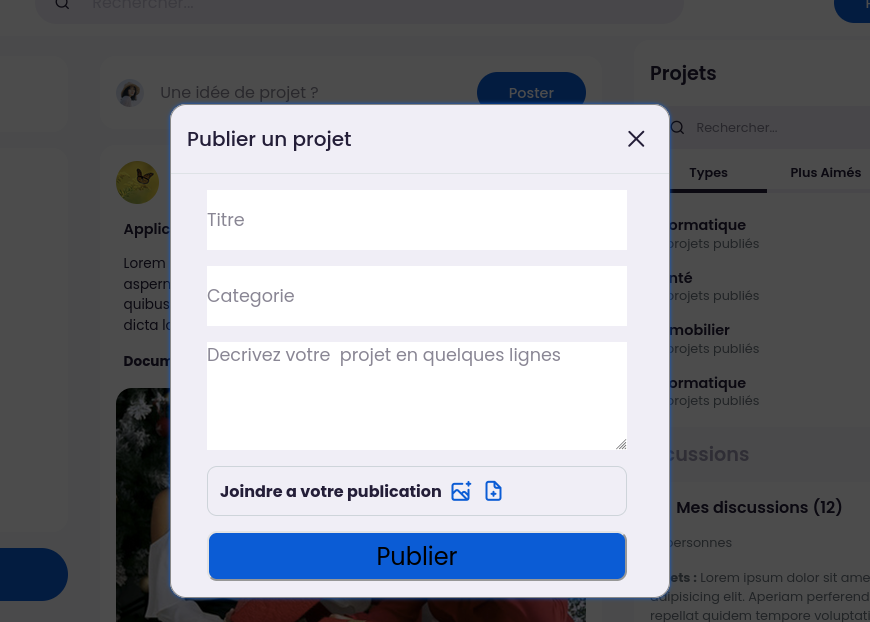 Rechercher...
Une idée de projet ?
Poster
Projets
Rechercher...
Types
Plus Aimés
Publier un projet
Titre
Categorie
Decrivez votre  projet en quelques lignes
Joindre a votre publication
Publier
Applic
Lorem
aspern
quibus
dicta lo
Docum
ormatique
projets publiés
nté
projets publiés
mobilier
projets publiés
ormatique
projets publiés
cussions
Mes discussions (12)
personnes
ets : Lorem ipsum dolor sit ame
adipisicing elit. Aperiam perferend
repellat quidem tempore voluptati